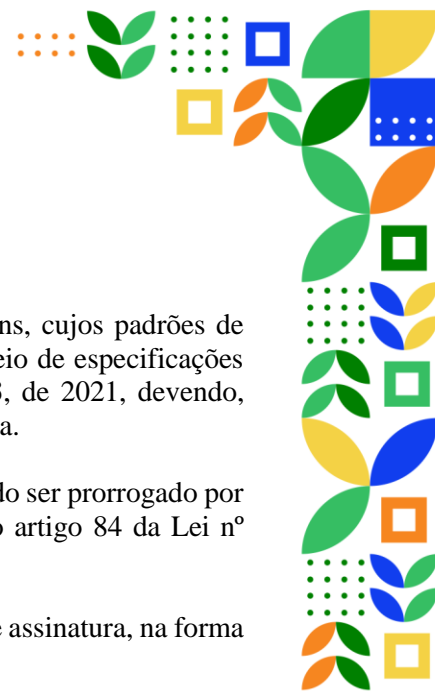 ns, cujos padrões de
eio de especificações
, de 2021, devendo,
a.
do ser prorrogado por
o artigo 84 da Lei nº
e assinatura, na forma